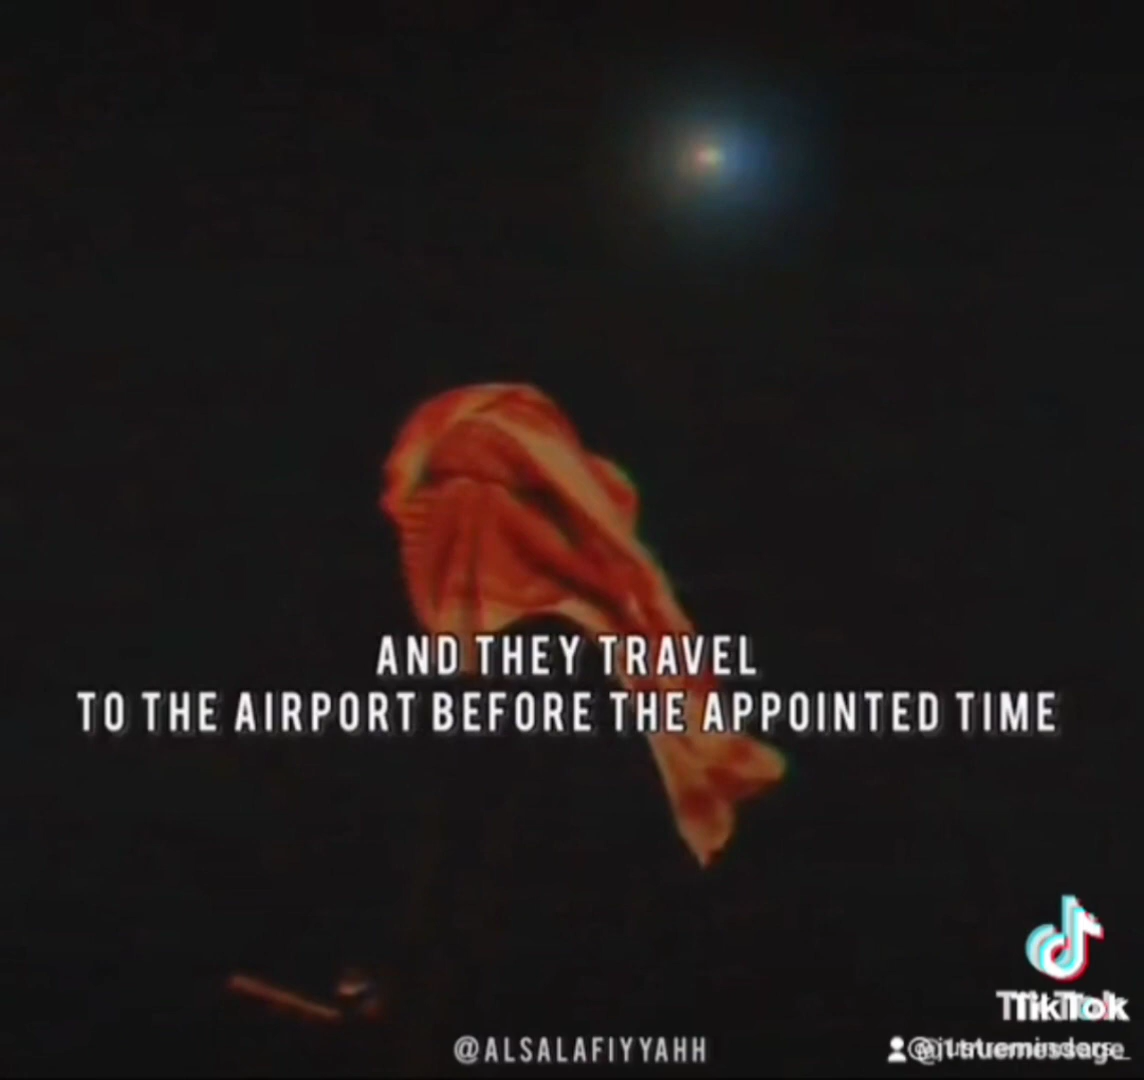 AND THEY TRAVEL
TO THE AIRPORT BEFORE THE APPOINTED TIME
TikTok
@ALSALAFIYYAHH